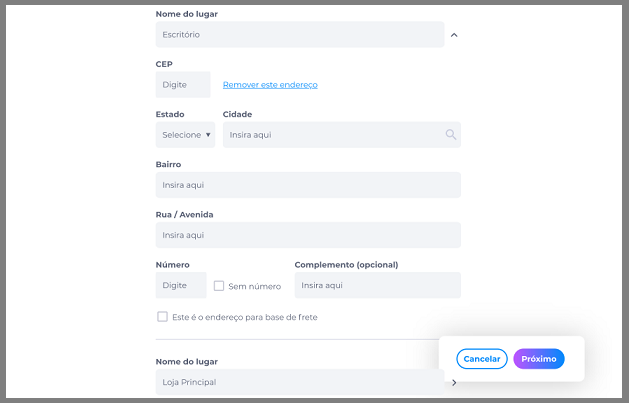 Nome do lugar
Escritório
CEP
Digite Remover este endereço
Estado Cidade
Selecione Insira aqui
Bairro
Insira aqui
Rua / Avenida
Insira aqui
Número Complemento (opcional)
Digite Sem número Insira aqui
Este é o endereço para base de frete
Cancelar Próximo
Nome do lugar
Loja Principal